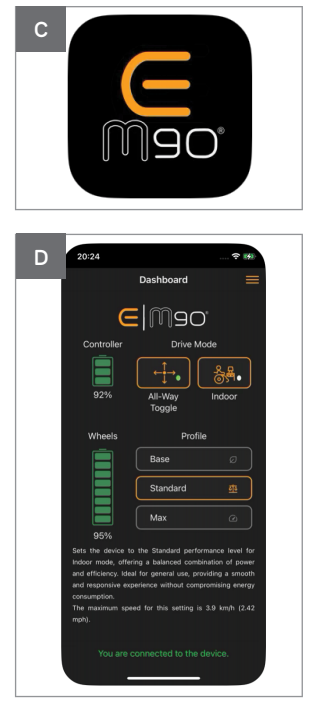 C
M90®
D
20:24
Dashboard
M90®
Controller
Drive Mode
92%
All-Way
Toggle
Indoor
Wheels
Profile
Base
Standard
Max
95%
Sets the device to the Standard performance level for
Indoor mode, offering a balanced combination of power
and efficiency. Ideal for general use, providing a smooth
and responsive experience without compromising energy
consumption.
The maximum speed for this setting is 3.9 km/h (2.42
mph).
You are connected to the device.